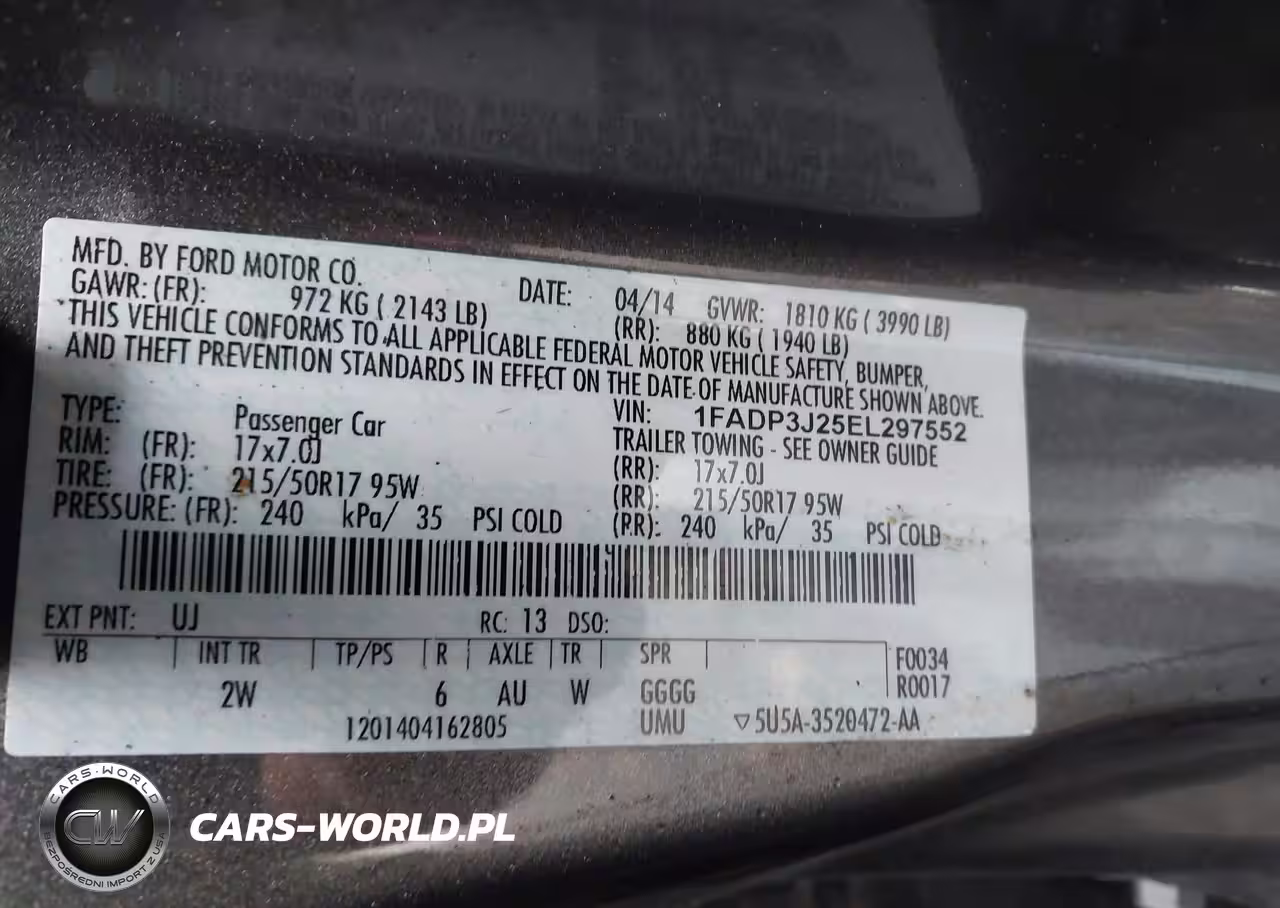 MFD. BY FORD MOTOR CO.
DATE: 04/14 GVWR: 1810 KG ( 3990 LB)
GAWR: (FR): 972 KG ( 2143 LB) (RR): 880 KG ( 1940 LB)
THIS VEHICLE CONFORMS TO ALL APPLICABLE FEDERAL MOTOR VEHICLE SAFETY, BUMPER,
AND THEFT PREVENTION STANDARDS IN EFFECT ON THE DATE OF MANUFACTURE SHOWN ABOVE.
TYPE: Passenger Car VIN: 1FADP3J25EL297552
TRAILER TOWING - SEE OWNER GUIDE
RIM: (FR): 17x7.0J (RR): 17x7.0J
TIRE: (FR): 215/50R17 95W (RR): 215/50R17 95W
PRESSURE: (FR): 240 kPa/ 35 PSI COLD (RR): 240 kPa/ 35 PSI COLD
EXT PNT: UJ RC: 13 DSO:
WB INT TR TP/PS R AXLE TR SPR F0034
2W 6 AU W GGGG R0017
1201404162805 UMU ▽5U5A-3520472-AA
CARS-WORLD
CW
BEZPOŚREDNI IMPORT Z USA
CARS-WORLD.PL